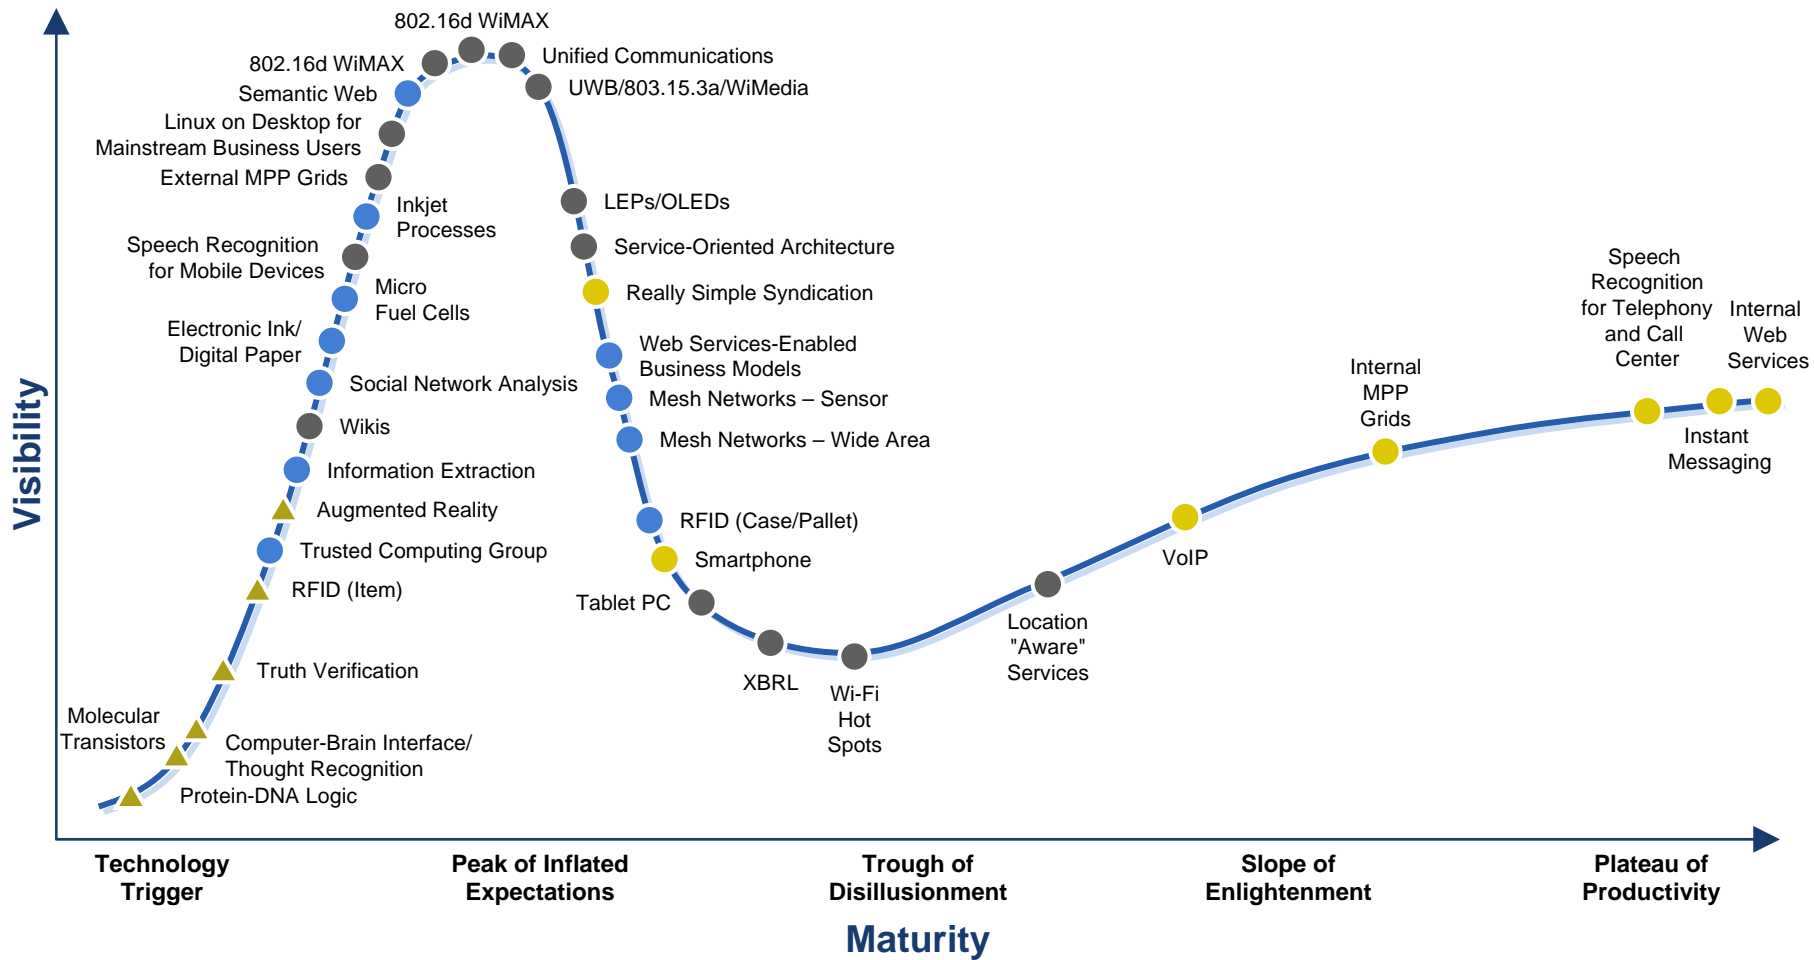 802.16d WiMAX
802.16d WiMAX
Unified Communications
Semantic Web
UWB/803.15.3a/WiMedia
Linux on Desktop for
Mainstream Business Users
External MPP Grids
Inkjet
Processes
LEPs/OLEDs
Speech Recognition
for Mobile Devices
Service-Oriented Architecture
Micro
Fuel Cells
Really Simple Syndication
Electronic Ink/
Digital Paper
Web Services-Enabled
Business Models
Social Network Analysis
Mesh Networks – Sensor
Wikis
Mesh Networks – Wide Area
Information Extraction
Augmented Reality
RFID (Case/Pallet)
Trusted Computing Group
Smartphone
RFID (Item)
Tablet PC
Truth Verification
XBRL
Wi-Fi
Hot
Spots
Molecular
Transistors
Computer-Brain Interface/
Thought Recognition
Protein-DNA Logic
Location
"Aware"
Services
VoIP
Internal
MPP
Grids
Speech
Recognition
for Telephony
and Call
Center
Internal
Web
Services
Instant
Messaging
Visibility
Technology
Trigger
Peak of Inflated
Expectations
Trough of
Disillusionment
Slope of
Enlightenment
Plateau of
Productivity
Maturity